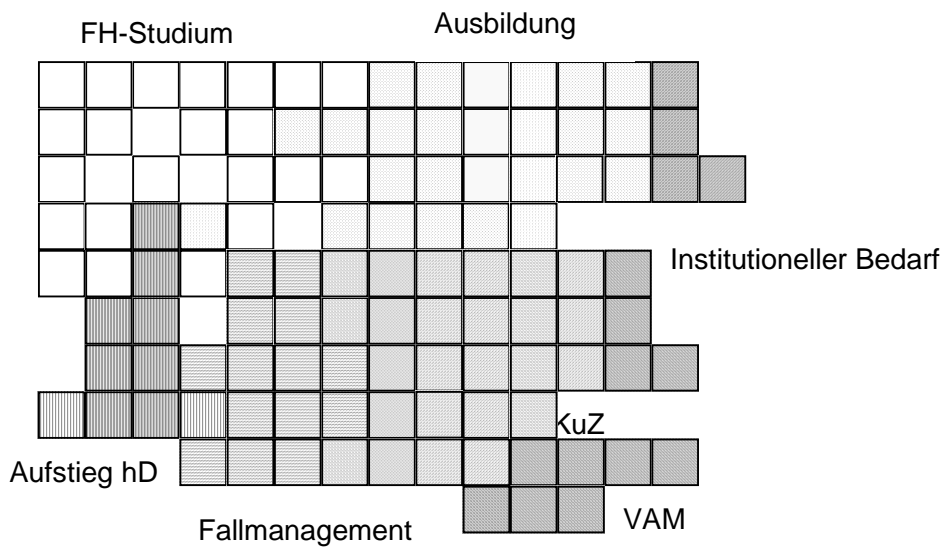 FH-Studium
Ausbildung
Institutioneller Bedarf
KuZ
Aufstieg hD
VAM
Fallmanagement